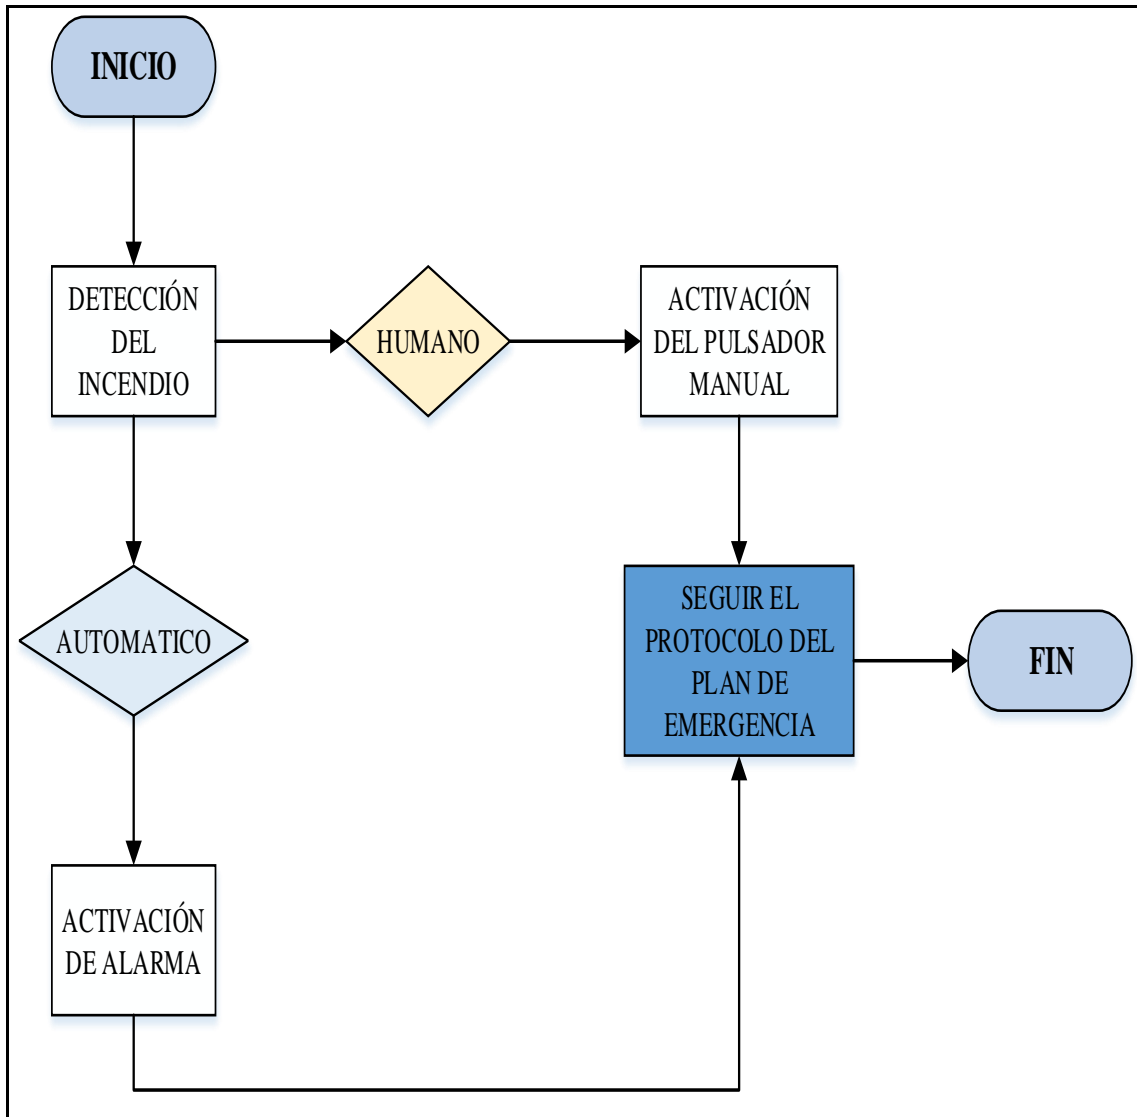 INICIO
DETECCIÓN
DEL
INCENDIO
HUMANO
ACTIVACIÓN
DEL PULSADOR
MANUAL
AUTOMATICO
SEGUIR EL
PROTOCOLO DEL
PLAN DE
EMERGENCIA
FIN
ACTIVACIÓN
DE ALARMA